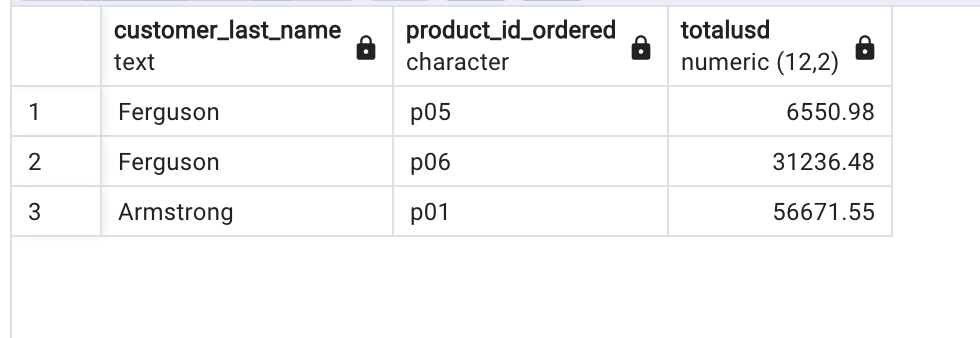 customer_last_name product_id_ordered totalusd
text character numeric (12,2)
1 Ferguson p05 6550.98
2 Ferguson p06 31236.48
3 Armstrong p01 56671.55